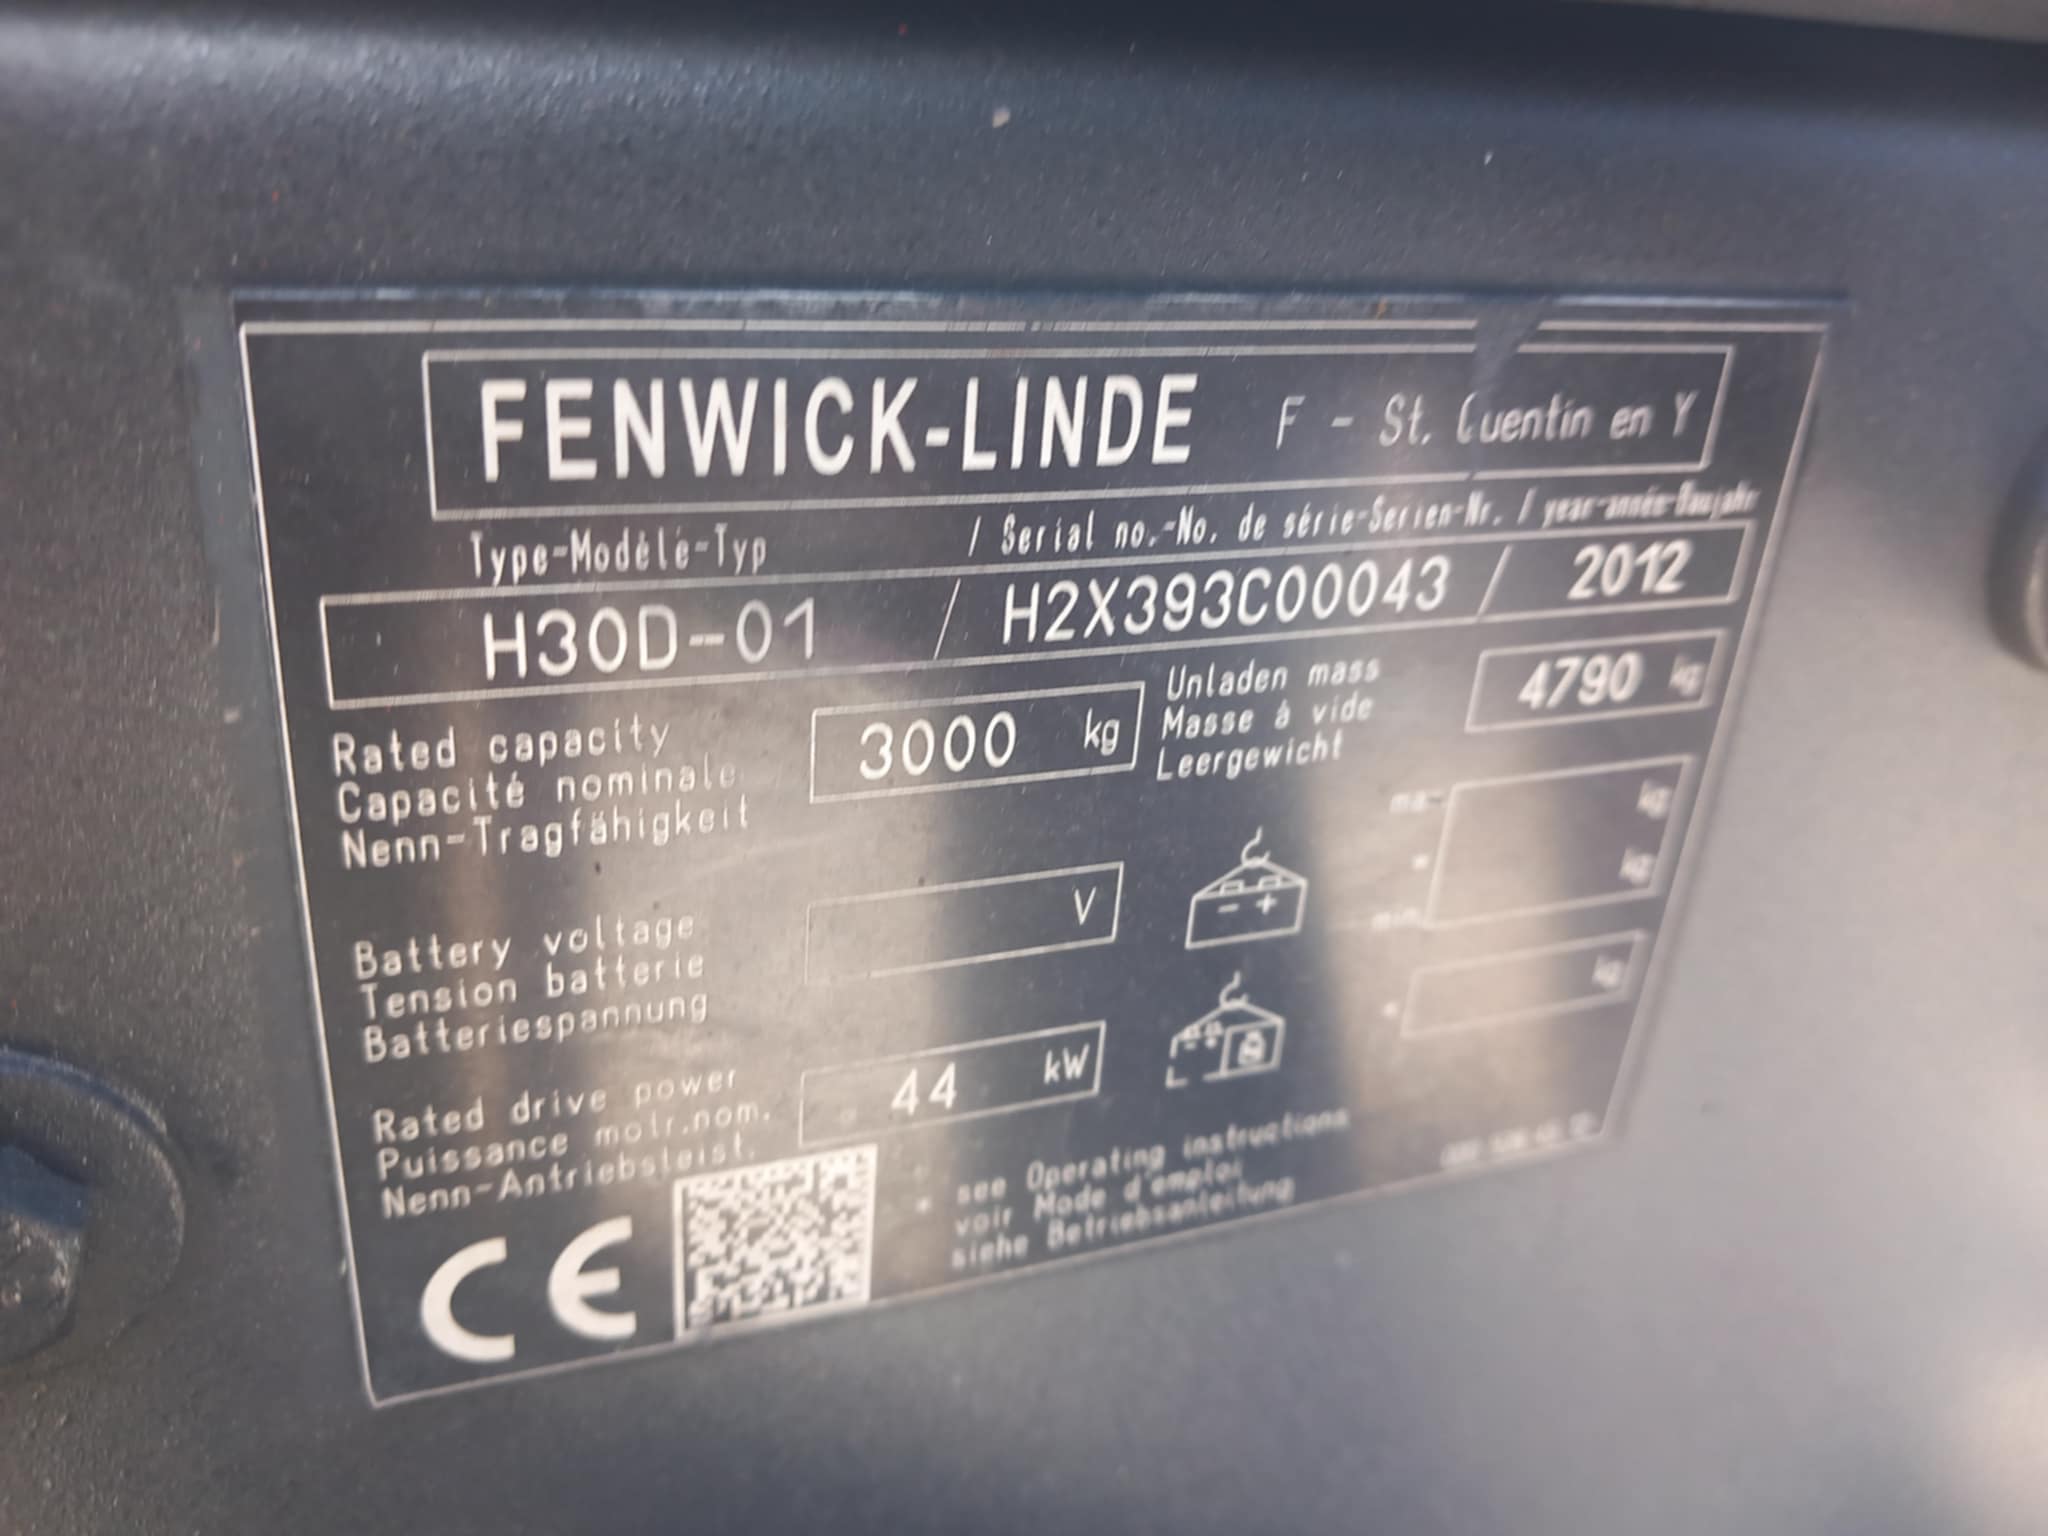 FENWICK-LINDE F - St. Quentin en Y
Type-Modèle-Typ / Serial no.-No. de série-Serien-Nr. / year-année-Baujahr
H30D-01 / H2X393C00043 / 2012
Rated capacity
Capacité nominale
Nenn-Tragfähigkeit
3000 kg
Unladen mass
Masse à vide
Leergewicht
4790 kg
Battery voltage
Tension batterie
Batteriespannung
V
- +
max kg
* kg
min
* kg
Rated drive power
Puissance motr.nom.
Nenn-Antriebsleist.
44 kW
CE
* see Operating instructions
voir Mode d'emploi
siehe Betriebsanleitung